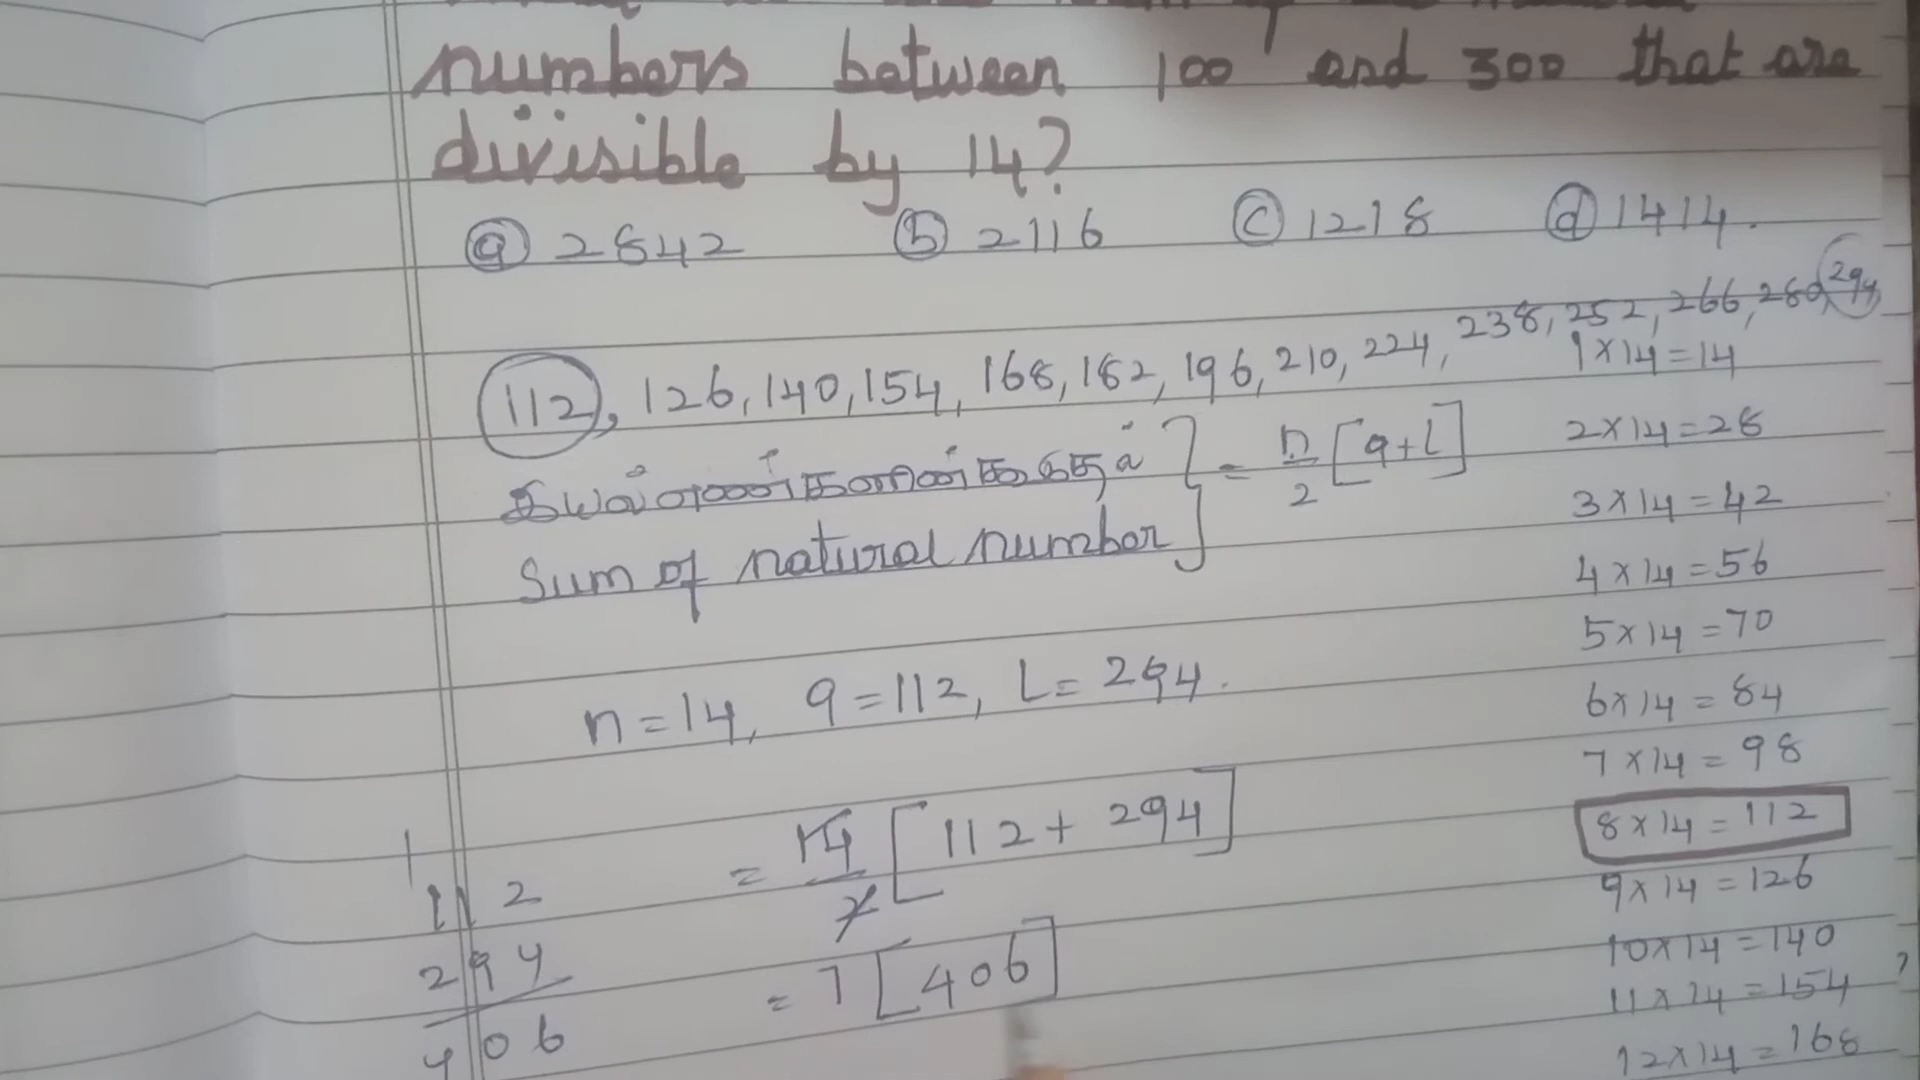 numbers between 100 and 300 that are
divisible by 14?
(a) 2842 (b) 2116 (c) 1218 (d) 1414.
112, 126, 140, 154, 168, 182, 196, 210, 224, 238, 252, 266, 280, 294
= n/2 [a+l]
Sum of natural number
n=14, a=112, L=294.
= 14/2 [112+ 294]
= 7 [406]
1
112
294
406
1×14=14
2×14=28
3×14=42
4×14=56
5×14=70
6×14=84
7×14=98
8×14=112
9×14=126
10×14=140
11×14=154
12×14=168